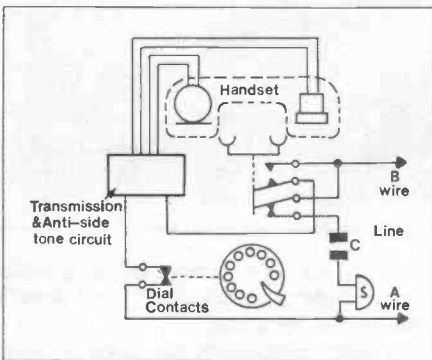 Handset
B
wire
Transmission
&Anti-side
tone circuit
Line
C
S
A
wire
Dial
Contacts